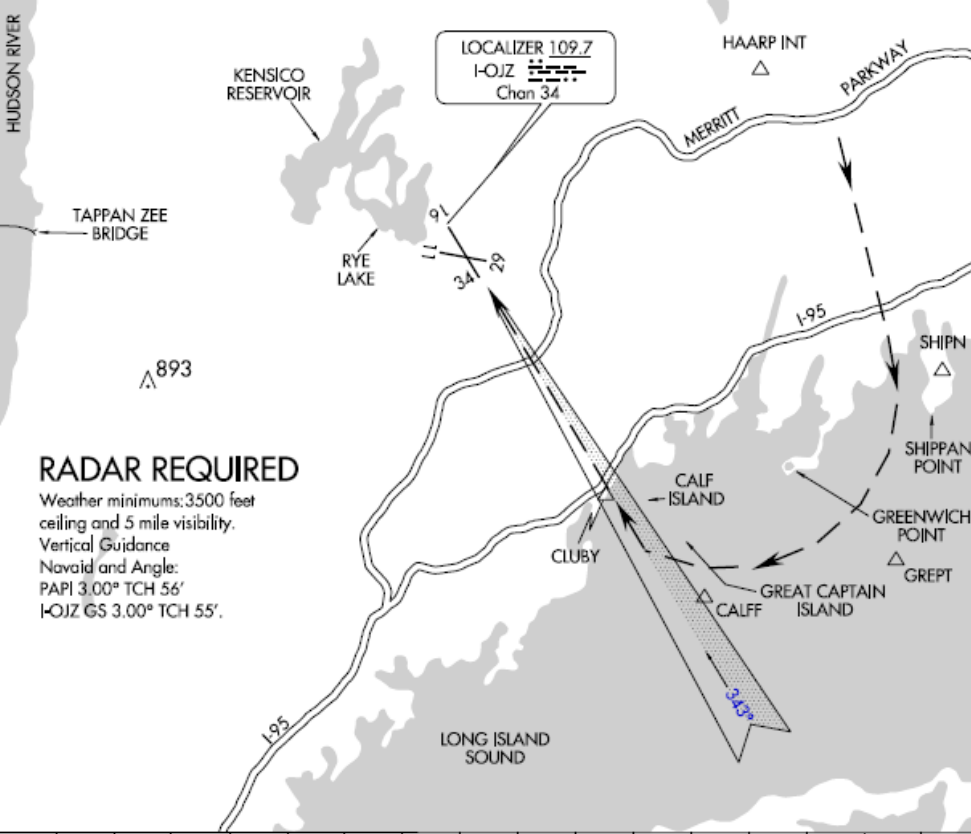 HUDSON RIVER
LOCALIZER 109.7
I-OJZ
Chan 34
HAARP INT
KENSICO
RESERVOIR
MERRITT
PARKWAY
TAPPAN ZEE
BRIDGE
RYE
LAKE
16
11
29
34
I-95
SHIPN
893
SHIPPAN
POINT
RADAR REQUIRED
Weather minimums:3500 feet
ceiling and 5 mile visibility.
Vertical Guidance
Navaid and Angle:
PAPI 3.00° TCH 56'
I-OJZ GS 3.00° TCH 55'.
CALF
ISLAND
GREENWICH
POINT
CLUBY
GREPT
GREAT CAPTAIN
ISLAND
CALFF
343°
I-95
LONG ISLAND
SOUND